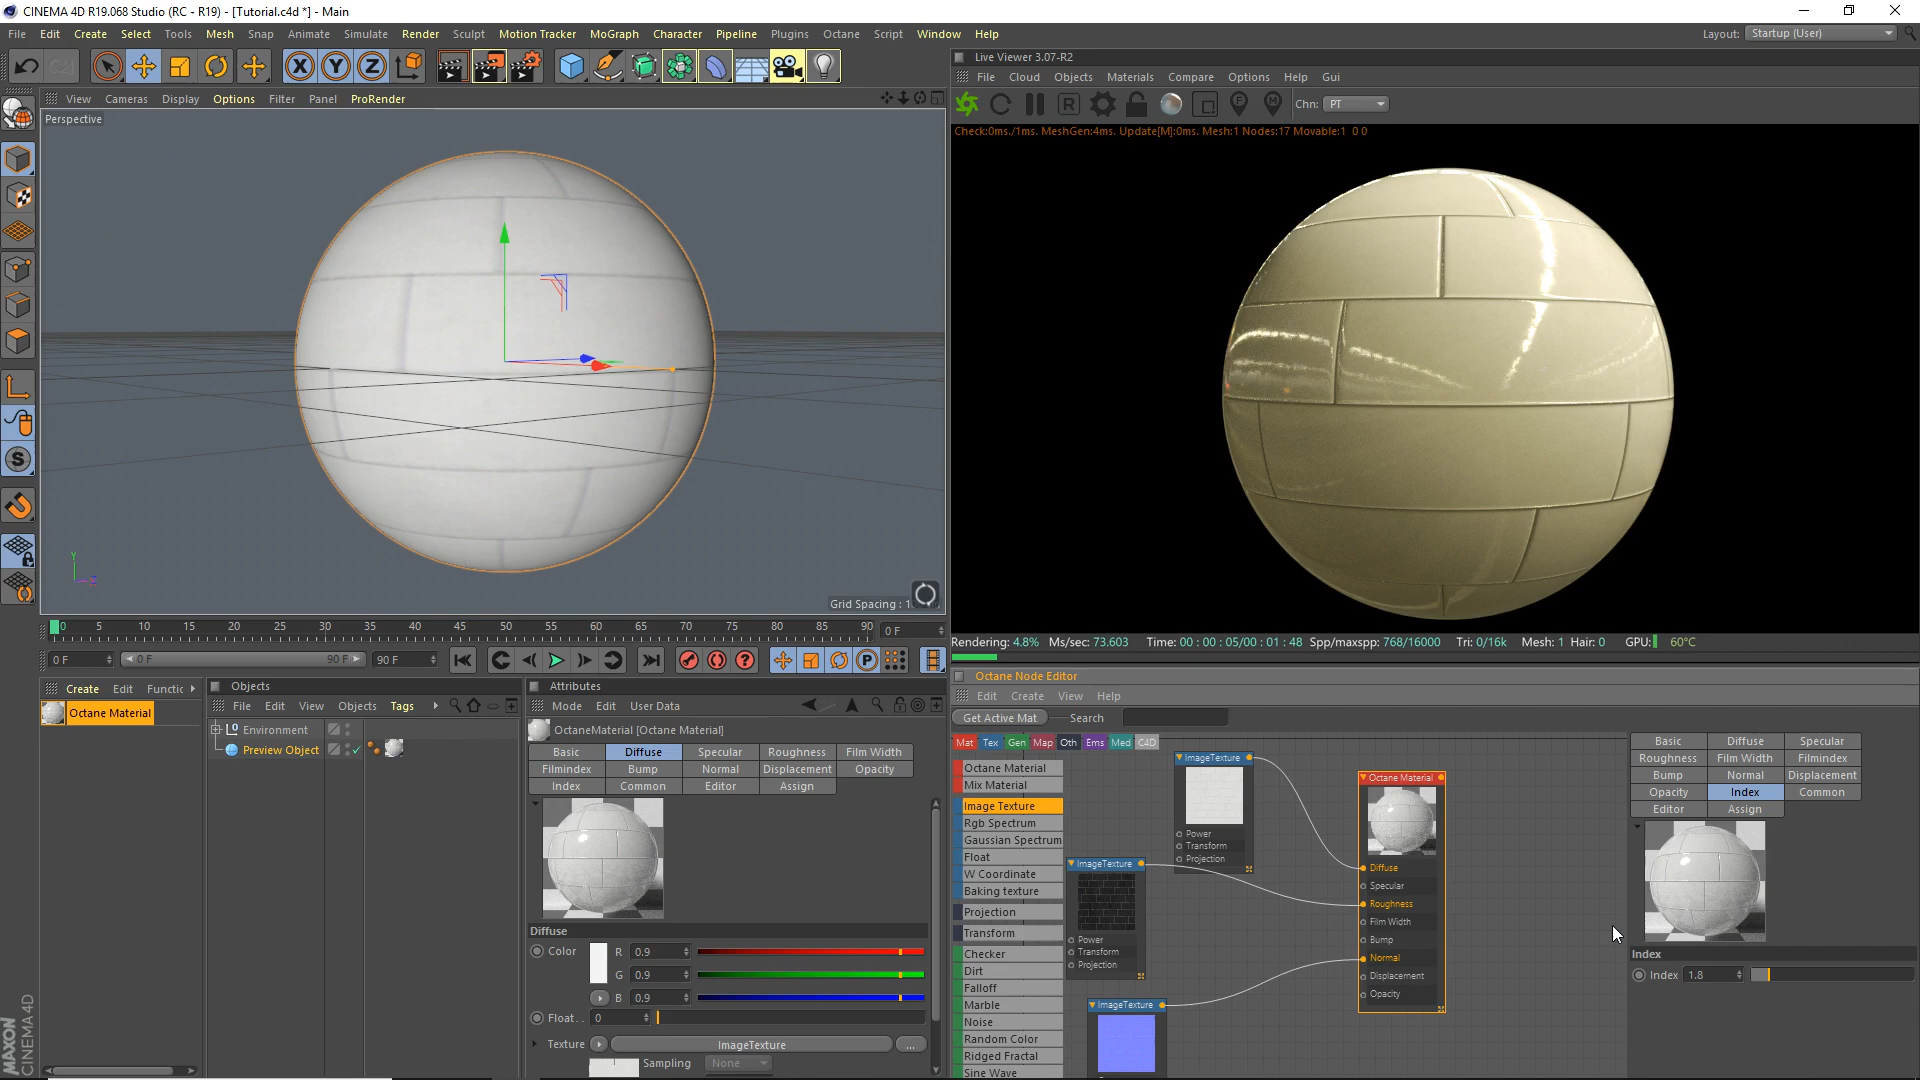 CINEMA 4D R19.068 Studio (RC - R19) - [Tutorial.c4d *] - Main
File Edit Create Select Tools Mesh Snap Animate Simulate Render Sculpt Motion Tracker MoGraph Character Pipeline Plugins Octane Script Window Help
Layout: Startup (User)
X Y Z
View Cameras Display Options Filter Panel ProRender
Perspective
Y
Z
Grid Spacing : 1
Live Viewer 3.07-R2
File Cloud Objects Materials Compare Options Help Gui
R
F
M
Chn: PT
Check:0ms./1ms. MeshGen:4ms. Update[M]:0ms. Mesh:1 Nodes:17 Movable:1 0 0
Rendering: 4.8% Ms/sec: 73.603 Time: 00 : 00 : 05/00 : 01 : 48 Spp/maxspp: 768/16000 Tri: 0/16k Mesh: 1 Hair: 0 GPU: 60°C
S
0 5 10 15 20 25 30 35 40 45 50 55 60 65 70 75 80 85 90
0 F
0 F
0 F 90 F
90 F
P
Create Edit Functic
Octane Material
MAXON
CINEMA4D
Objects
File Edit View Objects Tags
Environment
Preview Object
Attributes
Mode Edit User Data
OctaneMaterial [Octane Material]
Basic Diffuse Specular Roughness Film Width
Filmindex Bump Normal Displacement Opacity
Index Common Editor Assign
Diffuse
Color R 0.9
G 0.9
B 0.9
Float. . 0
Texture ImageTexture ...
Sampling None
Octane Node Editor
Edit Create View Help
Get Active Mat Search
Mat Tex Gen Map Oth Ems Med C4D
Octane Material
Mix Material
Image Texture
Rgb Spectrum
Gaussian Spectrum
Float
W Coordinate
Baking texture
Projection
Transform
Checker
Dirt
Falloff
Marble
Noise
Random Color
Ridged Fractal
Sine Wave
ImageTexture
Power
Transform
Projection
ImageTexture
Power
Transform
Projection
ImageTexture
Octane Material
Diffuse
Specular
Roughness
Film Width
Bump
Normal
Displacement
Opacity
Basic Diffuse Specular
Roughness Film Width Filmindex
Bump Normal Displacement
Opacity Index Common
Editor Assign
Index
Index 1.8